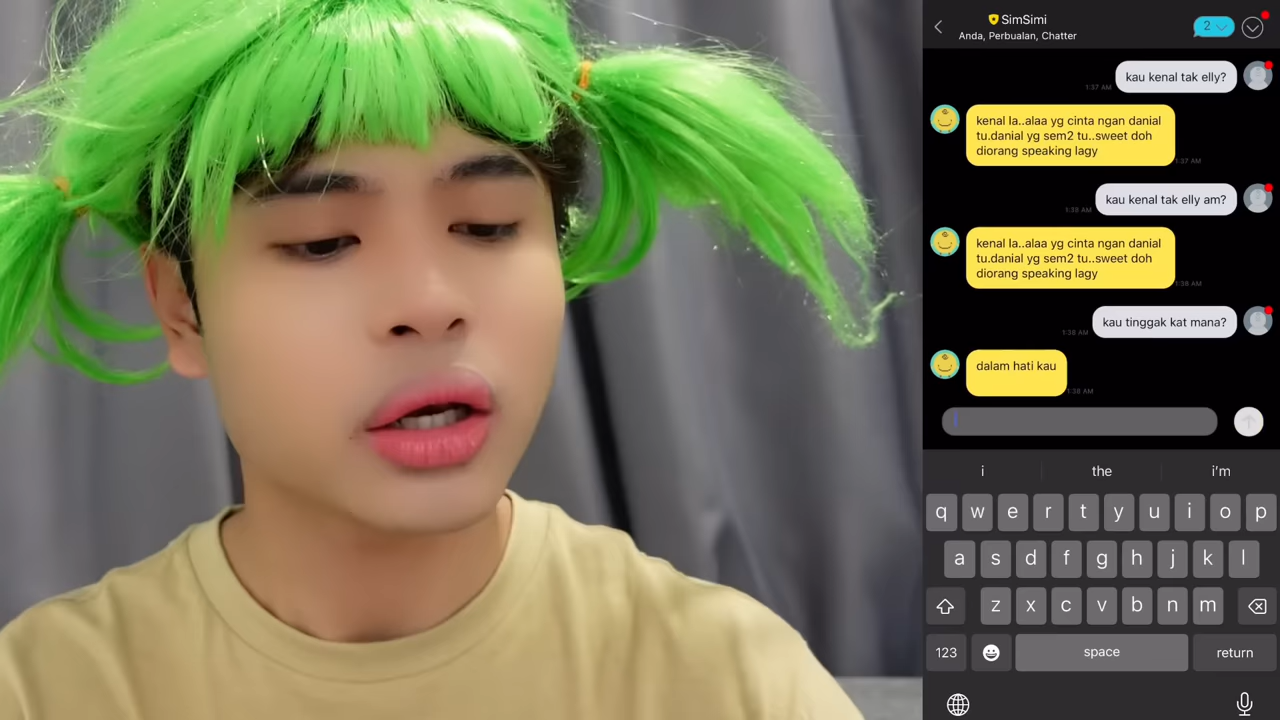 SimSimi
Anda, Perbualan, Chatter
2
kau kenal tak elly?
1:37 AM
kenal la..alaa yg cinta ngan danial
tu.danial yg sem2 tu..sweet doh
diorang speaking lagy
1:37 AM
kau kenal tak elly am?
1:38 AM
kenal la..alaa yg cinta ngan danial
tu.danial yg sem2 tu..sweet doh
diorang speaking lagy
1:38 AM
kau tinggak kat mana?
1:38 AM
dalam hati kau
1:38 AM
i the i'm
q w e r t y u i o p
a s d f g h j k l
z x c v b n m
123 space return